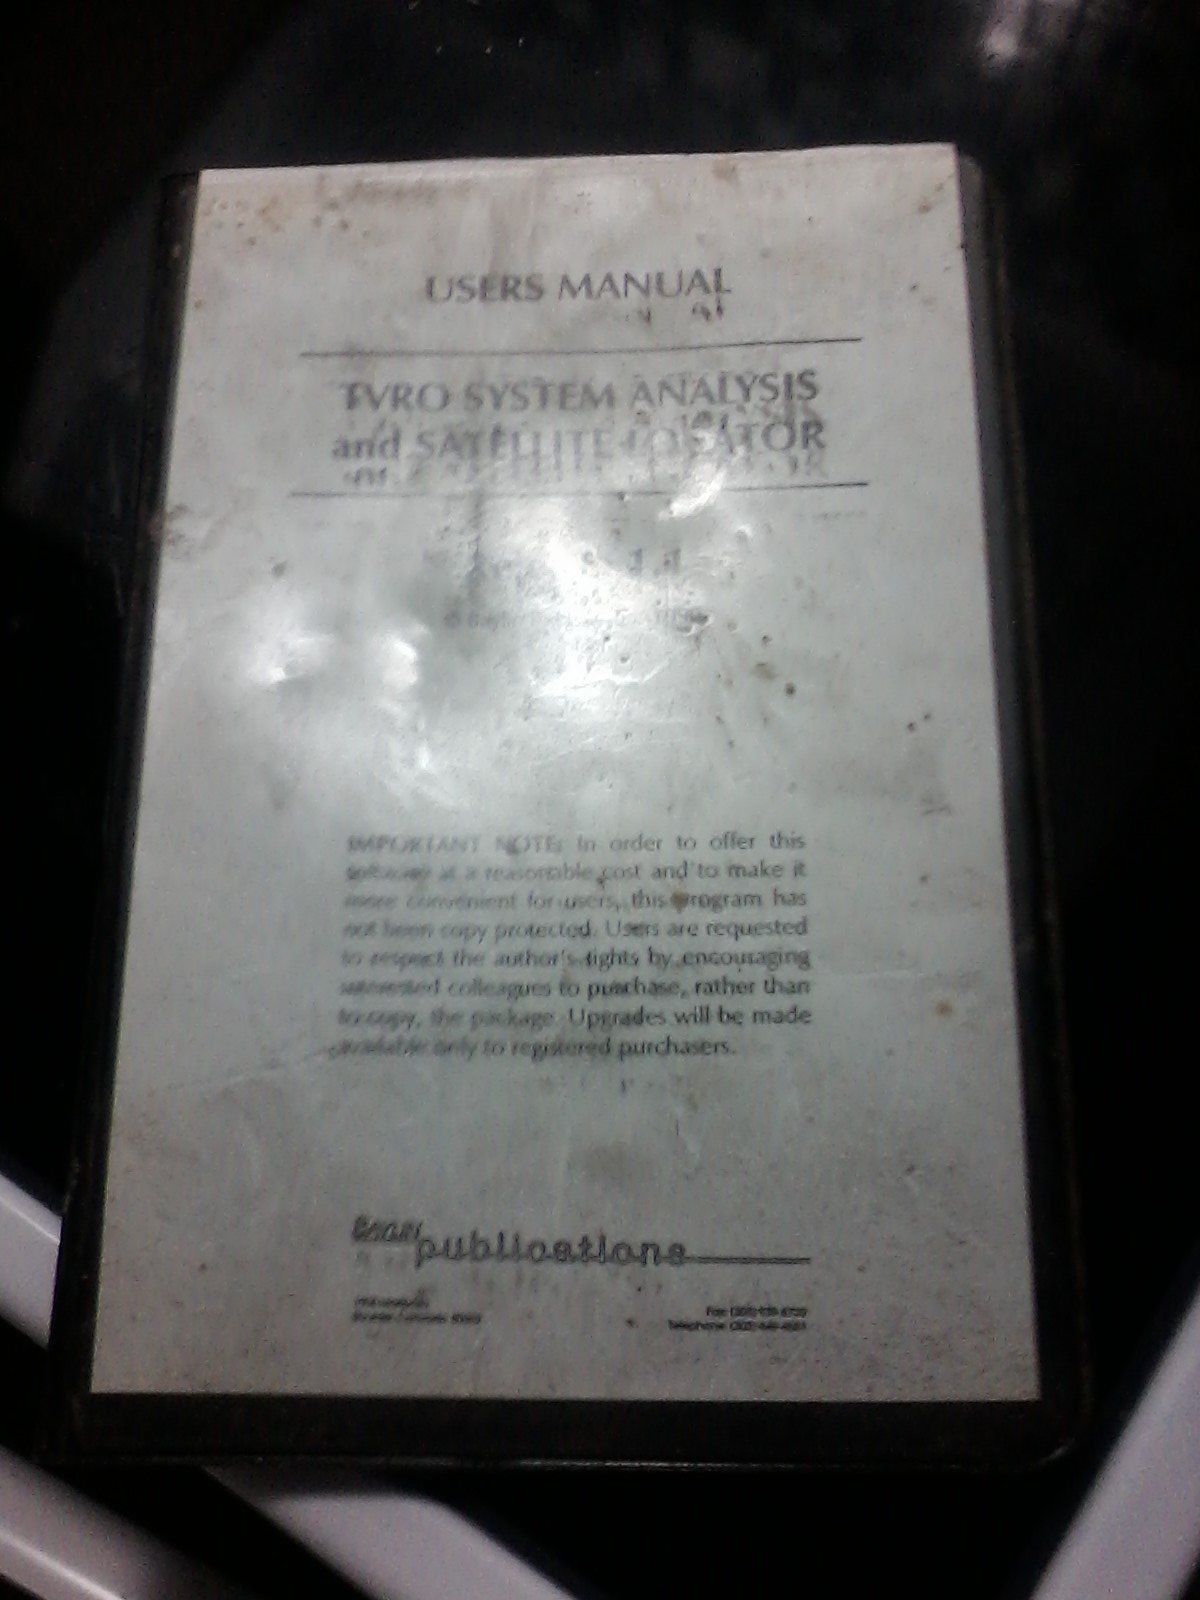 USERS MANUAL
TVRO SYSTEM ANALYSIS
and SATELLITE LOCATOR
IMPORTANT NOTE: In order to offer this
software at a reasonable cost and to make it
more convenient for users, this program has
not been copy protected. Users are requested
to respect the author's rights by encouraging
interested colleagues to purchase, rather than
to copy, the package. Upgrades will be made
available only to registered purchasers.
publications
Fax
Telephone